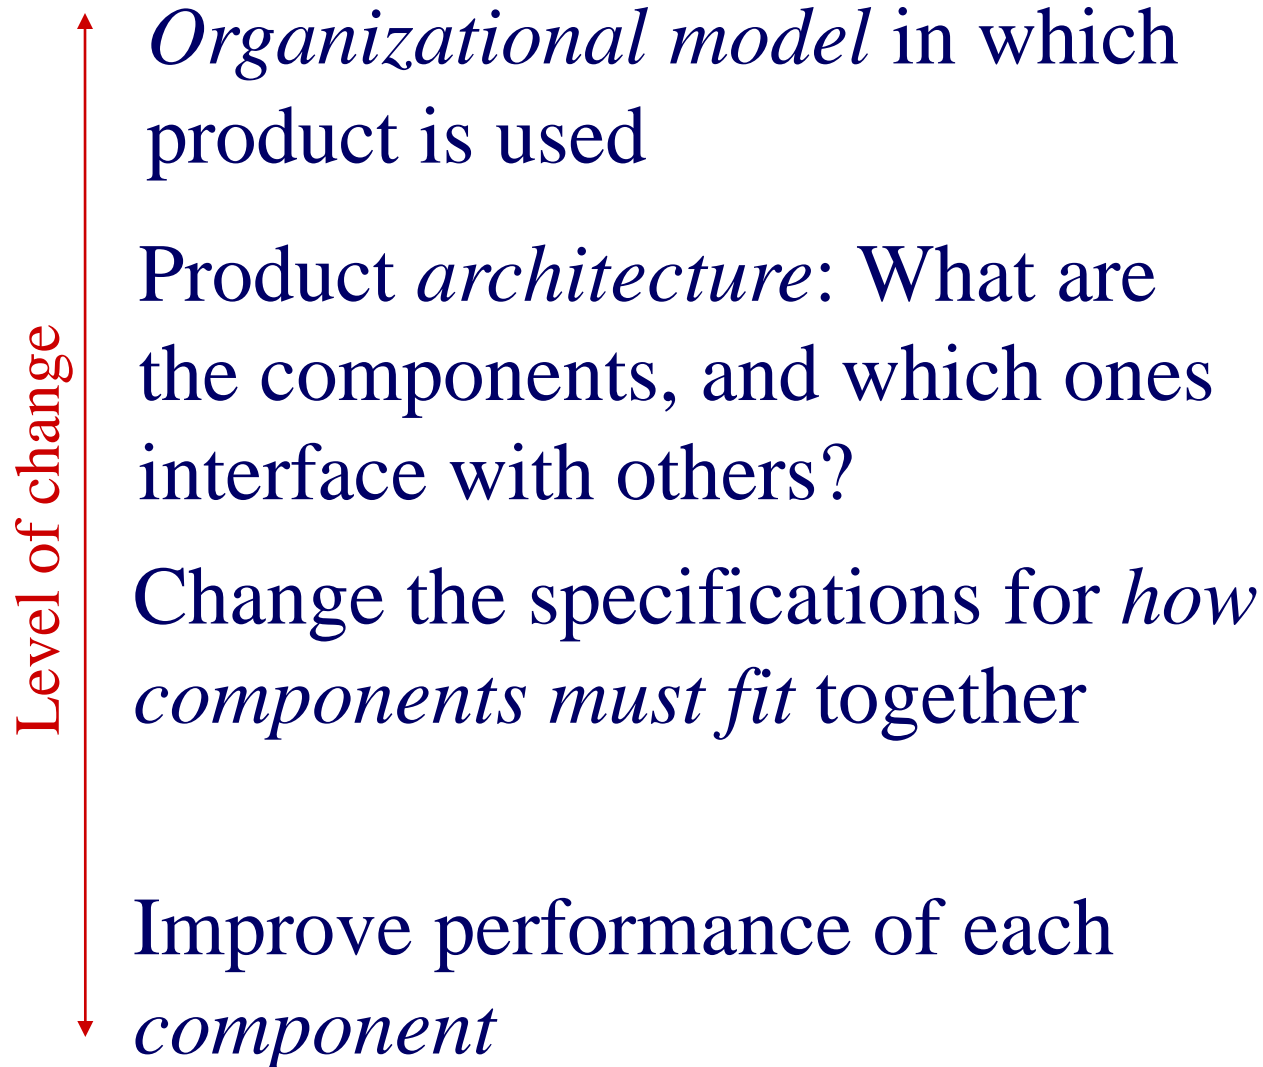 Organizational model in which
product is used
Product architecture: What are
the components, and which ones
interface with others?
Level of change
Change the specifications for how
components must fit together
Improve performance of each
component